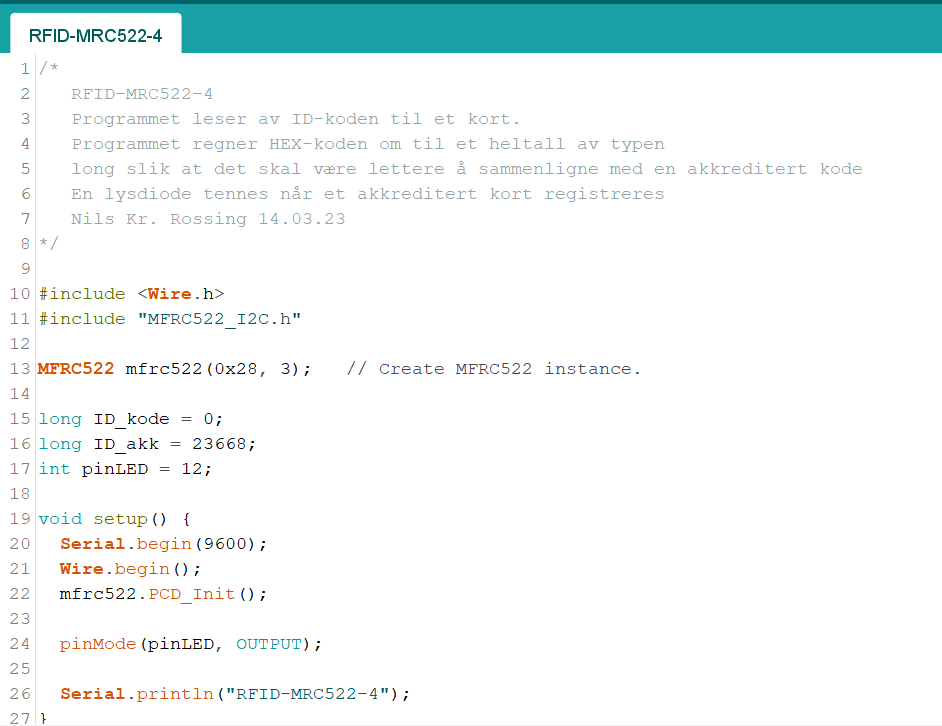 RFID-MRC522-4
1 /*
2 RFID-MRC522-4
3 Programmet leser av ID-koden til et kort.
4 Programmet regner HEX-koden om til et heltall av typen
5 long slik at det skal være lettere å sammenligne med en akkreditert kode
6 En lysdiode tennes når et akkreditert kort registreres
7 Nils Kr. Rossing 14.03.23
8 */
9
10 #include <Wire.h>
11 #include "MFRC522_I2C.h"
12
13 MFRC522 mfrc522(0x28, 3); // Create MFRC522 instance.
14
15 long ID_kode = 0;
16 long ID_akk = 23668;
17 int pinLED = 12;
18
19 void setup() {
20 Serial.begin(9600);
21 Wire.begin();
22 mfrc522.PCD_Init();
23
24 pinMode(pinLED, OUTPUT);
25
26 Serial.println("RFID-MRC522-4");
27 }